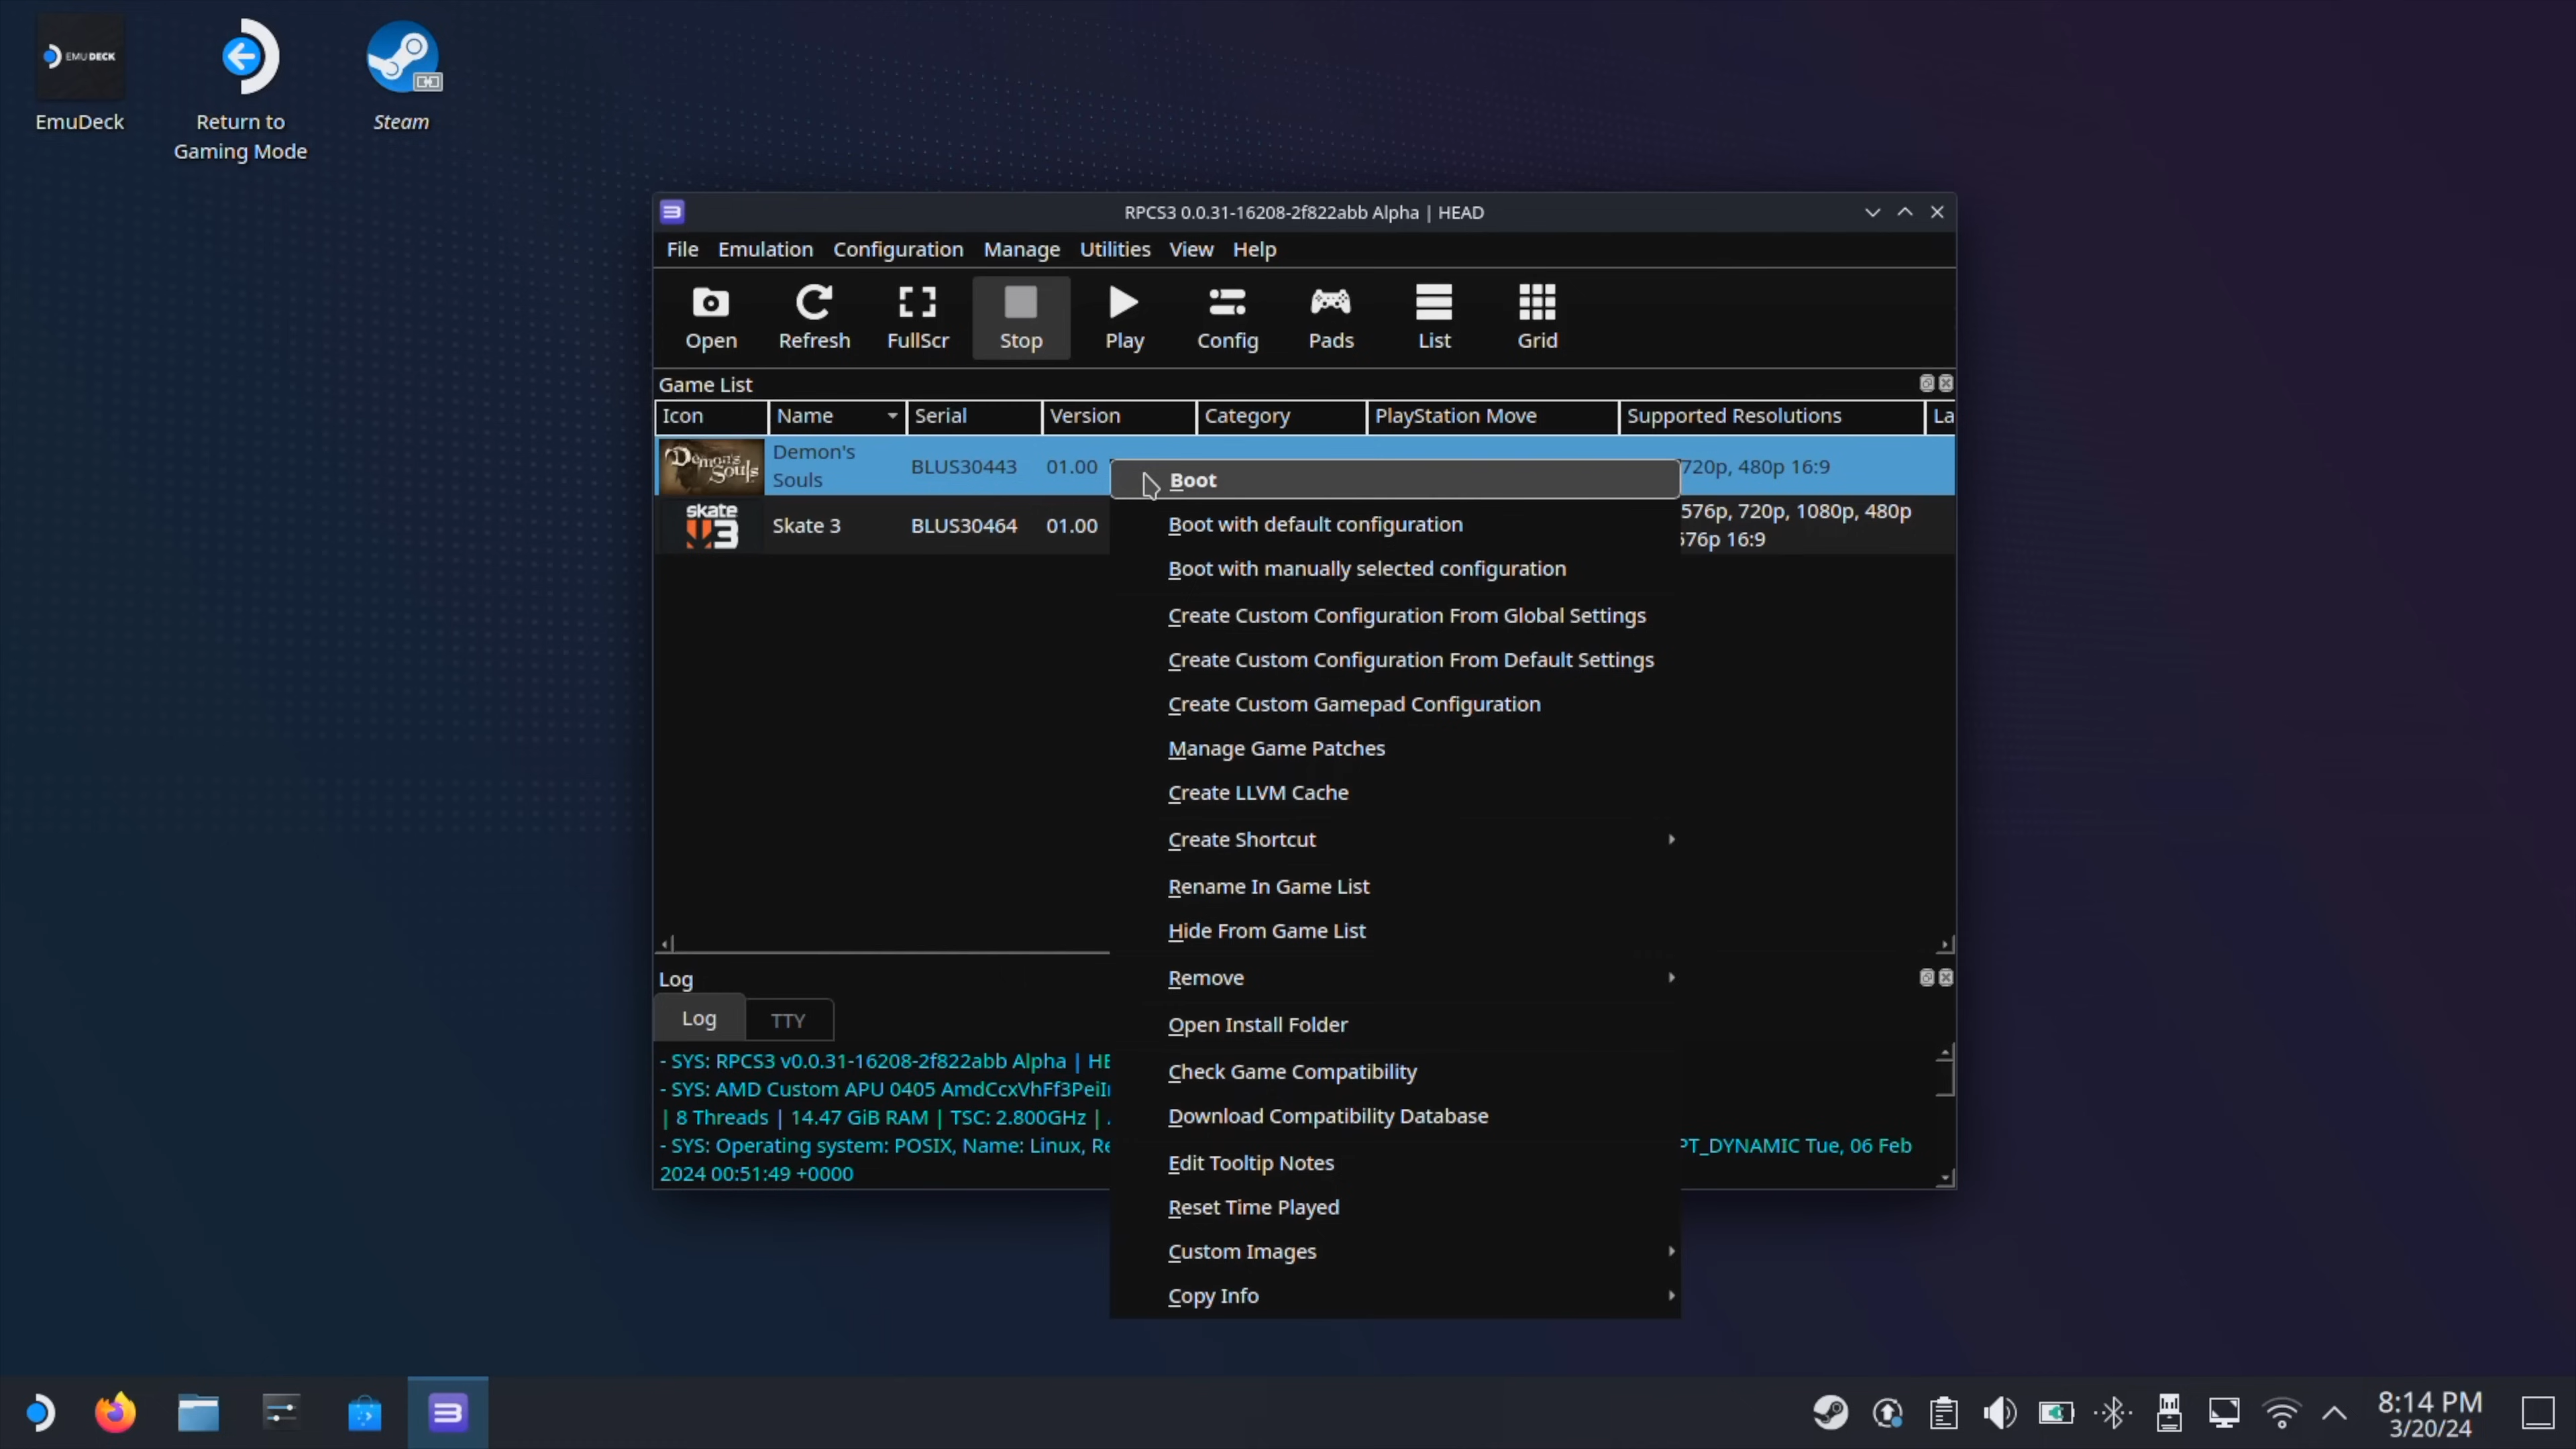 EMUDECK
EmuDeck
Return to
Gaming Mode
Steam
RPCS3 0.0.31-16208-2f822abb Alpha | HEAD
File Emulation Configuration Manage Utilities View Help
Open Refresh FullScr Stop Play Config Pads List Grid
Game List
Icon Name Serial Version Category PlayStation Move Supported Resolutions La
Demon's Souls
Demon's
Souls
BLUS30443 01.00 720p, 480p 16:9
skate 3
Skate 3 BLUS30464 01.00 576p, 720p, 1080p, 480p
576p 16:9
Boot
Boot with default configuration
Boot with manually selected configuration
Create Custom Configuration From Global Settings
Create Custom Configuration From Default Settings
Create Custom Gamepad Configuration
Manage Game Patches
Create LLVM Cache
Create Shortcut
Rename In Game List
Hide From Game List
Remove
Open Install Folder
Check Game Compatibility
Download Compatibility Database
Edit Tooltip Notes
Reset Time Played
Custom Images
Copy Info
Log
Log TTY
- SYS: RPCS3 v0.0.31-16208-2f822abb Alpha | HE
- SYS: AMD Custom APU 0405 AmdCcxVhFf3PeiI
| 8 Threads | 14.47 GiB RAM | TSC: 2.800GHz |
- SYS: Operating system: POSIX, Name: Linux, Re PT_DYNAMIC Tue, 06 Feb
2024 00:51:49 +0000
8:14 PM
3/20/24